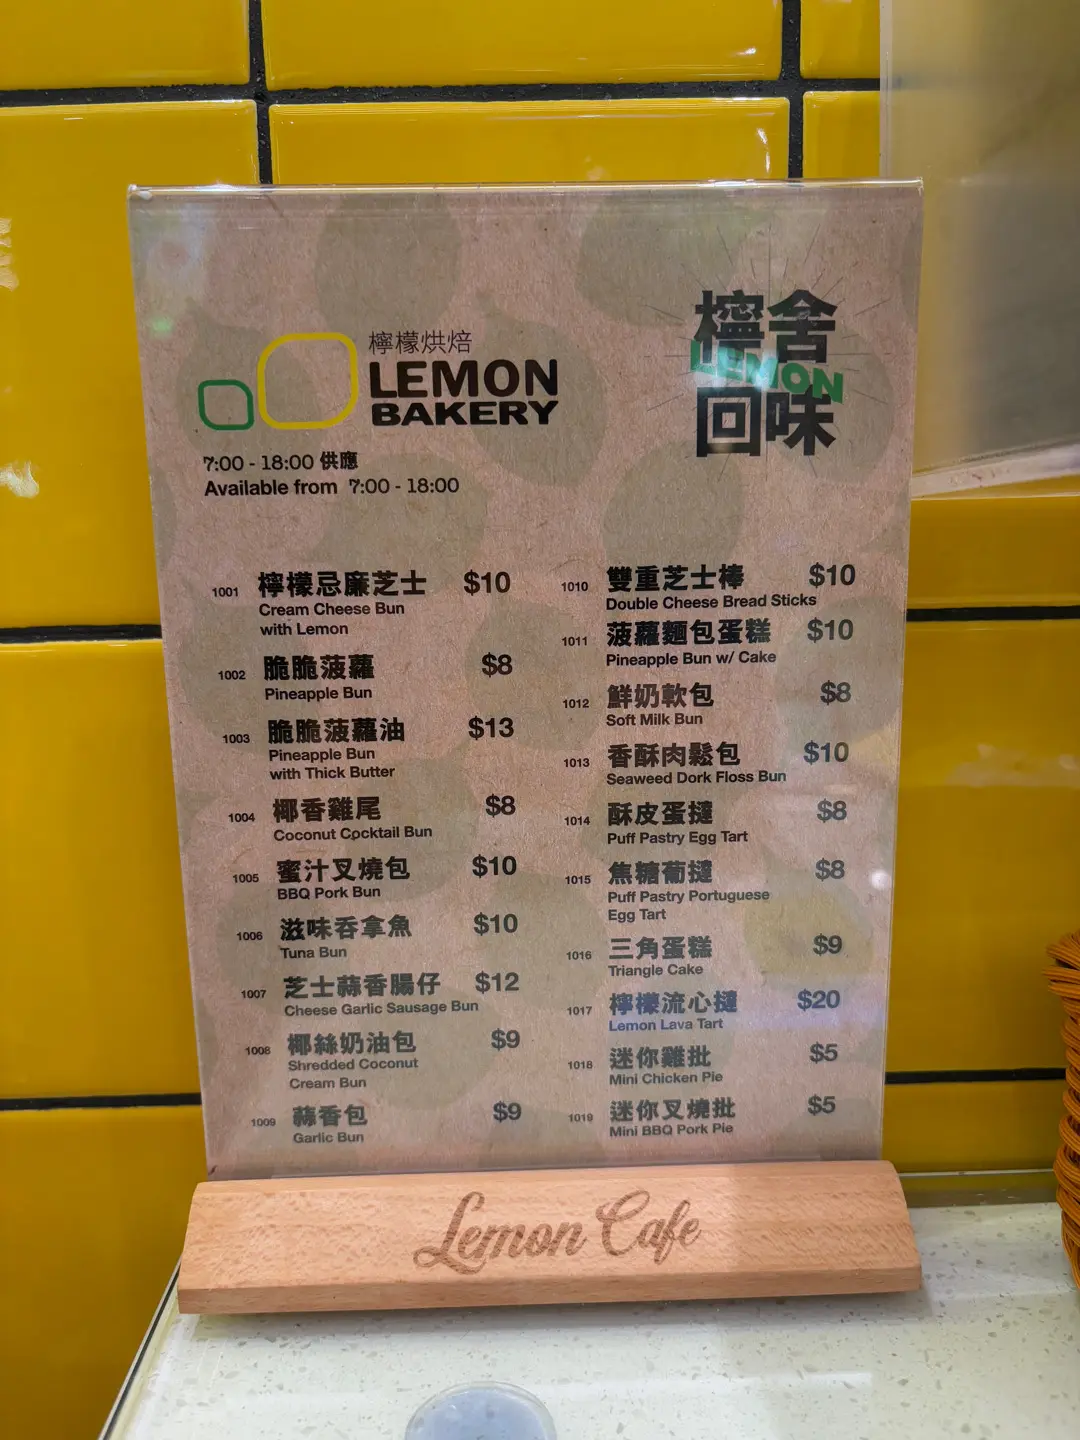 檸檬烘焙
LEMON
BAKERY
檸舍
LEMON
回味
7:00 - 18:00 供應
Available from 7:00 - 18:00
1001 檸檬忌廉芝士 $10
Cream Cheese Bun
with Lemon
1002 脆脆菠蘿 $8
Pineapple Bun
1003 脆脆菠蘿油 $13
Pineapple Bun
with Thick Butter
1004 椰香雞尾 $8
Coconut Cocktail Bun
1005 蜜汁叉燒包 $10
BBQ Pork Bun
1006 滋味吞拿魚 $10
Tuna Bun
1007 芝士蒜香腸仔 $12
Cheese Garlic Sausage Bun
1008 椰絲奶油包 $9
Shredded Coconut
Cream Bun
1009 蒜香包 $9
Garlic Bun
1010 雙重芝士棒 $10
Double Cheese Bread Sticks
1011 菠蘿麵包蛋糕 $10
Pineapple Bun w/ Cake
1012 鮮奶軟包 $8
Soft Milk Bun
1013 香酥肉鬆包 $10
Seaweed Dork Floss Bun
1014 酥皮蛋撻 $8
Puff Pastry Egg Tart
1015 焦糖葡撻 $8
Puff Pastry Portuguese
Egg Tart
1016 三角蛋糕 $9
Triangle Cake
1017 檸檬流心撻 $20
Lemon Lava Tart
1018 迷你雞批 $5
Mini Chicken Pie
1019 迷你叉燒批 $5
Mini BBQ Pork Pie
Lemon Cafe